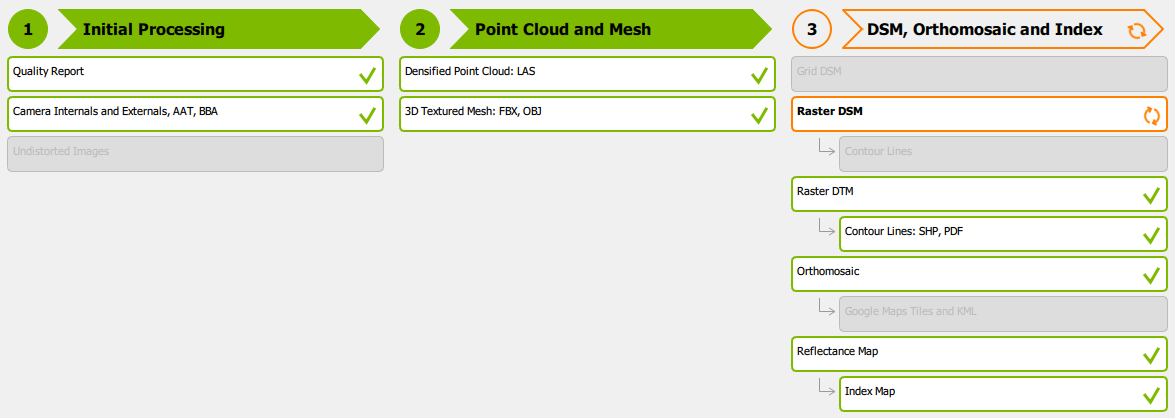 1
Initial Processing
Quality Report
Camera Internals and Externals, AAT, BBA
Undistorted Images
2
Point Cloud and Mesh
Densified Point Cloud: LAS
3D Textured Mesh: FBX, OBJ
3
DSM, Orthomosaic and Index
Grid DSM
Raster DSM
Contour Lines
Raster DTM
Contour Lines: SHP, PDF
Orthomosaic
Google Maps Tiles and KML
Reflectance Map
Index Map